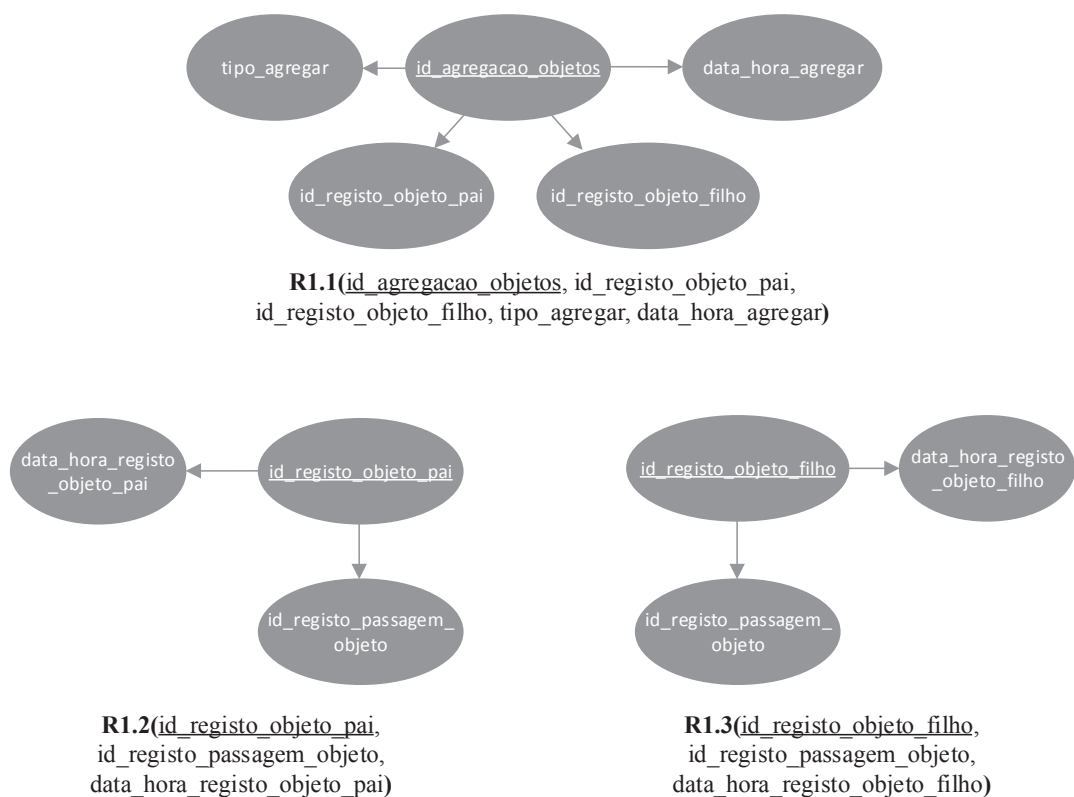 tipo_agregar
id_agregacao_objetos
data_hora_agregar
id_registo_objeto_pai
id_registo_objeto_filho
R1.1(id_agregacao_objetos, id_registo_objeto_pai,
id_registo_objeto_filho, tipo_agregar, data_hora_agregar)
data_hora_registo
_objeto_pai
id_registo_objeto_pai
id_registo_passagem_
objeto
R1.2(id_registo_objeto_pai,
id_registo_passagem_objeto,
data_hora_registo_objeto_pai)
id_registo_objeto_filho
data_hora_registo
_objeto_filho
id_registo_passagem_
objeto
R1.3(id_registo_objeto_filho,
id_registo_passagem_objeto,
data_hora_registo_objeto_filho)